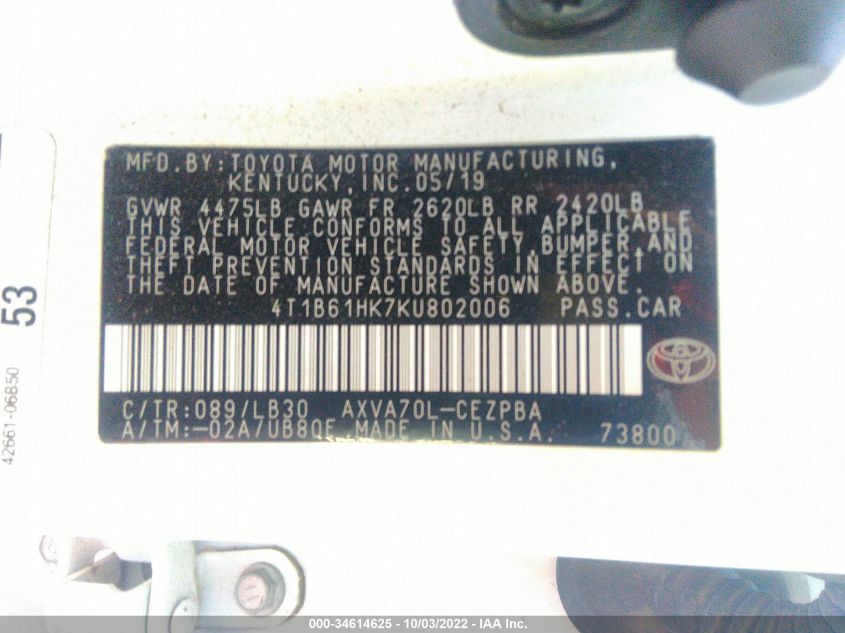 MFD.BY:TOYOTA MOTOR MANUFACTURING,
KENTUCKY,INC.05/19
GVWR 4475LB GAWR FR 2620LB RR 2420LB
THIS VEHICLE CONFORMS TO ALL APPLICABLE
FEDERAL MOTOR VEHICLE SAFETY,BUMPER,AND
THEFT PREVENTION STANDARDS IN EFFECT ON
THE DATE OF MANUFACTURE SHOWN ABOVE.
4T1B61HK7KU802006 PASS.CAR
C/TR:089/LB30 AXVA70L-CEZPBA
A/TM:-02A/UB80E MADE IN U.S.A. 73800
53
42661-06B50
000-34614625 - 10/03/2022 - IAA Inc.